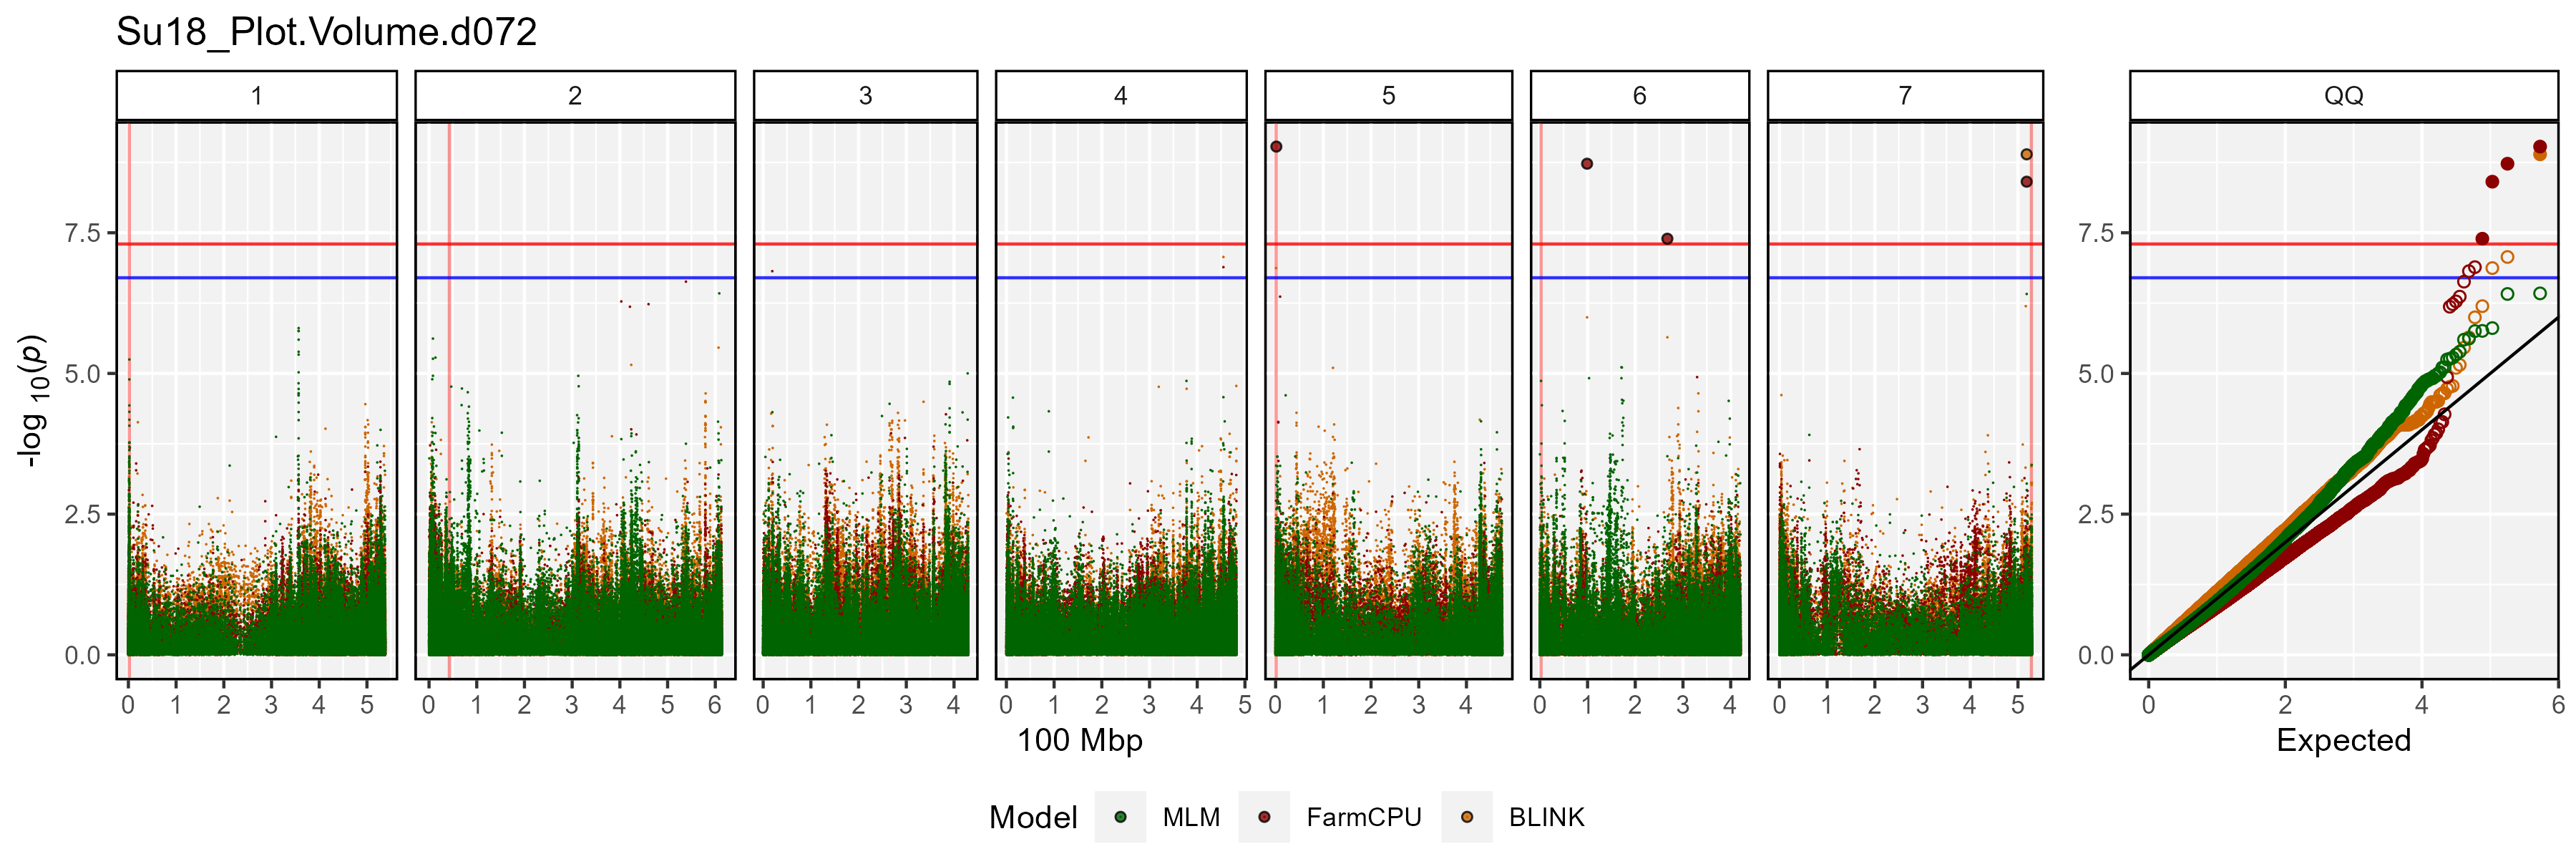 Su18_Plot.Volume.d072
1 2 3 4 5 6 7 QQ
-log 10(p)
7.5 7.5
5.0 5.0
2.5 2.5
0.0 0.0
0 1 2 3 4 5 0 1 2 3 4 5 6 0 1 2 3 4 0 1 2 3 4 5 0 1 2 3 4 0 1 2 3 4 0 1 2 3 4 5 0 2 4 6
100 Mbp Expected
Model MLM FarmCPU BLINK